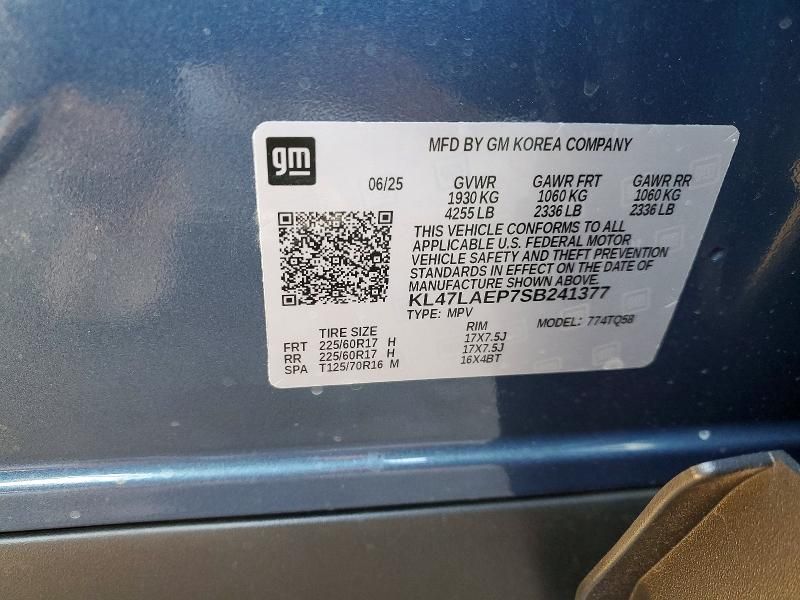 gm
MFD BY GM KOREA COMPANY
06/25 GVWR GAWR FRT GAWR RR
1930 KG 1060 KG 1060 KG
4255 LB 2336 LB 2336 LB
THIS VEHICLE CONFORMS TO ALL
APPLICABLE U.S. FEDERAL MOTOR
VEHICLE SAFETY AND THEFT PREVENTION
STANDARDS IN EFFECT ON THE DATE OF
MANUFACTURE SHOWN ABOVE.
KL47LAEP7SB241377
TYPE: MPV MODEL: 774TQ58
TIRE SIZE RIM
FRT 225/60R17 H 17X7.5J
RR 225/60R17 H 17X7.5J
SPA T125/70R16 M 16X4BT